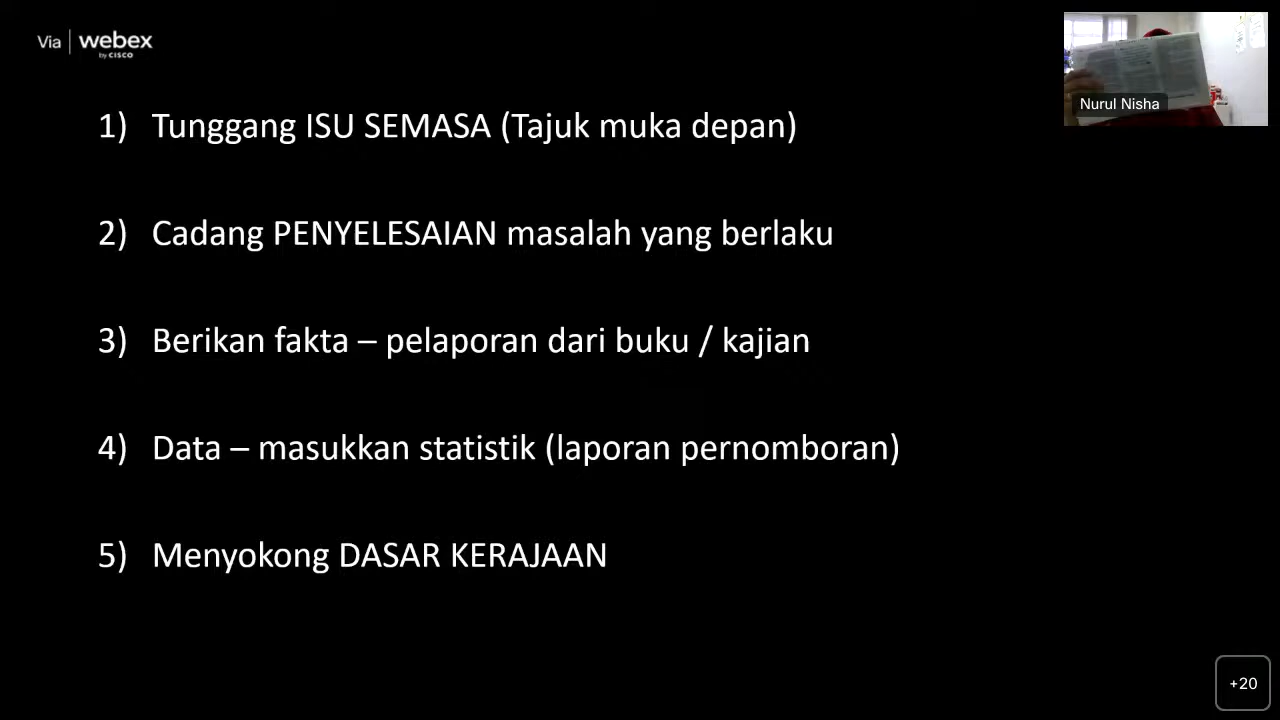 Via webex
by CISCO
Nurul Nisha
1) Tunggang ISU SEMASA (Tajuk muka depan)
2) Cadang PENYELESAIAN masalah yang berlaku
3) Berikan fakta – pelaporan dari buku / kajian
4) Data – masukkan statistik (laporan pernomboran)
5) Menyokong DASAR KERAJAAN
+20